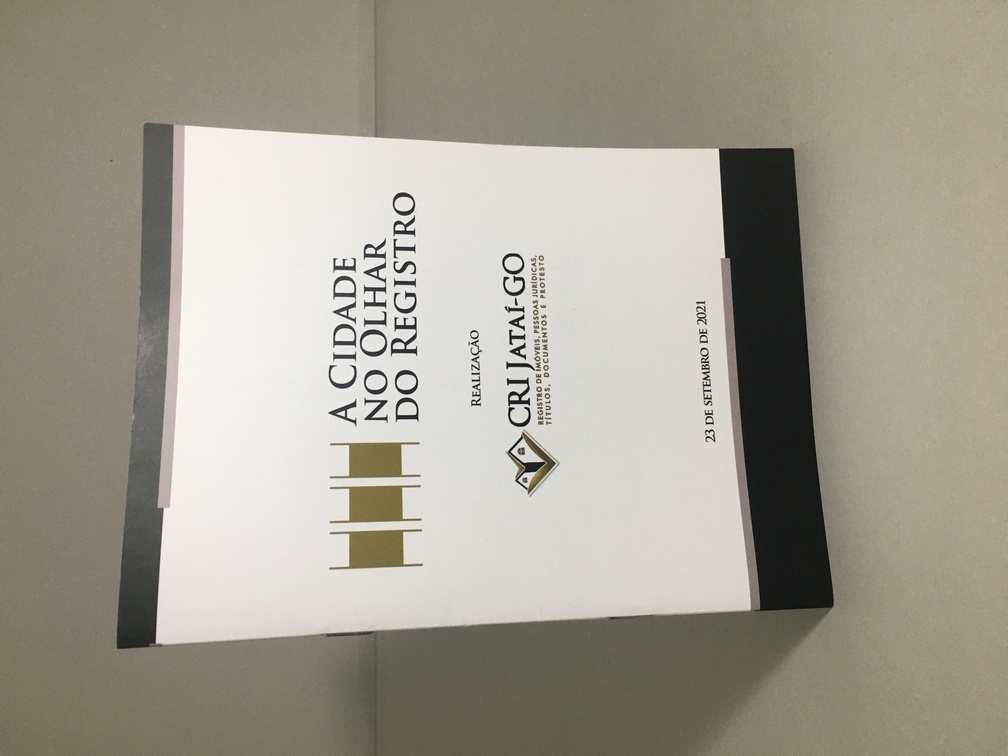 A CIDADE
NO OLHAR
DO REGISTRO
REALIZAÇÃO
CRI JATAÍ-GO
REGISTRO DE IMÓVEIS, PESSOAS JURÍDICAS,
TÍTULOS, DOCUMENTOS E PROTESTO
23 DE SETEMBRO DE 2021